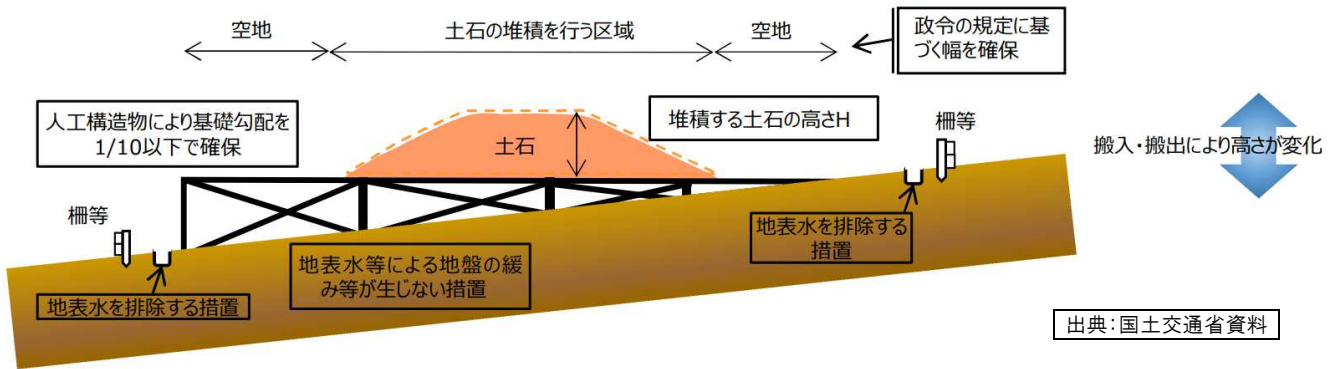 空地
土石の堆積を行う区域
空地
政令の規定に基
づく幅を確保
人工構造物により基礎勾配を
1/10以下で確保
土石
堆積する土石の高さH
柵等
搬入・搬出により高さが変化
柵等
地表水を排除する
措置
地表水等による地盤の緩
み等が生じない措置
地表水を排除する措置
出典：国土交通省資料